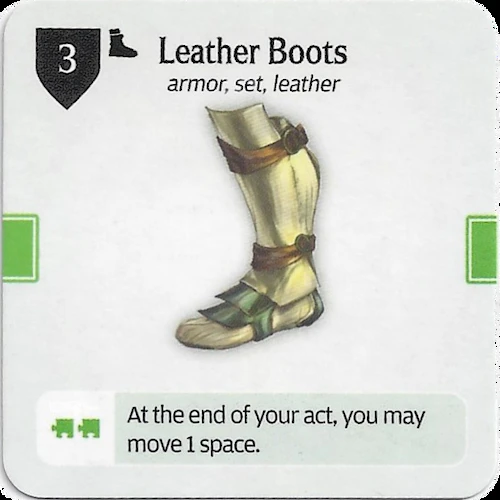 3
Leather Boots
armor, set, leather
At the end of your act, you may
move 1 space.